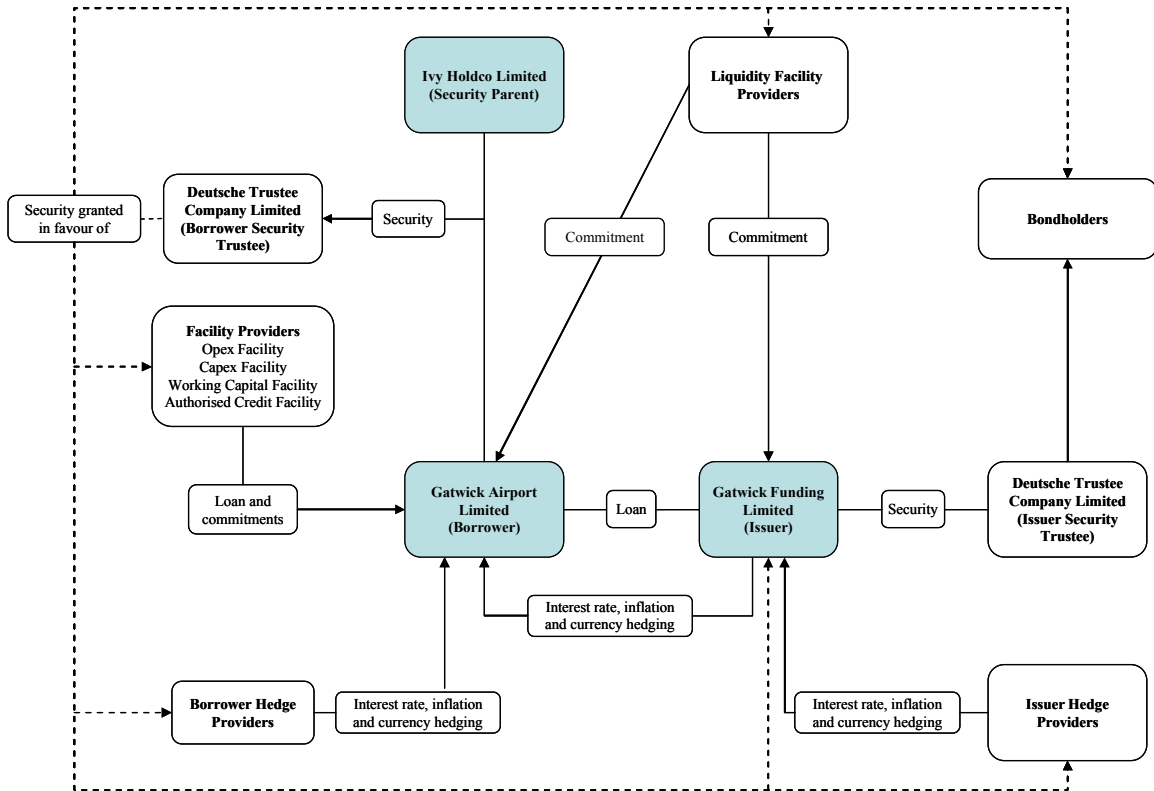 Ivy Holdco Limited
(Security Parent)
Liquidity Facility
Providers
Security granted
in favour of
Deutsche Trustee
Company Limited
(Borrower Security
Trustee)
Security
Commitment
Commitment
Bondholders
Facility Providers
Opex Facility
Capex Facility
Working Capital Facility
Authorised Credit Facility
Loan and
commitments
Gatwick Airport
Limited
(Borrower)
Loan
Gatwick Funding
Limited
(Issuer)
Security
Deutsche Trustee
Company Limited
(Issuer Security
Trustee)
Interest rate, inflation
and currency hedging
Borrower Hedge
Providers
Interest rate, inflation
and currency hedging
Interest rate, inflation
and currency hedging
Issuer Hedge
Providers